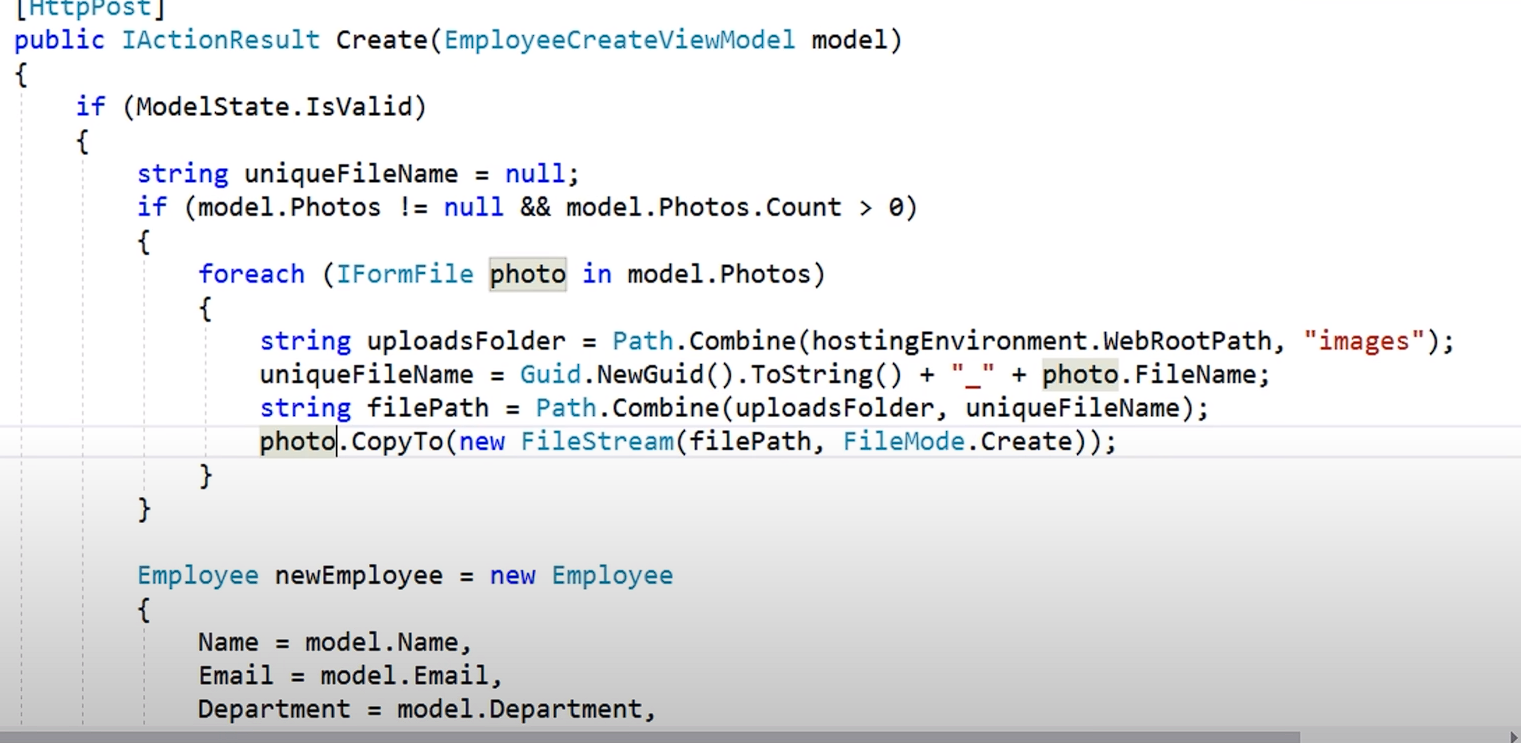 [HttpPost]
public IActionResult Create(EmployeeCreateViewModel model)
{
if (ModelState.IsValid)
{
string uniqueFileName = null;
if (model.Photos != null && model.Photos.Count > 0)
{
foreach (IFormFile photo in model.Photos)
{
string uploadsFolder = Path.Combine(hostingEnvironment.WebRootPath, "images");
uniqueFileName = Guid.NewGuid().ToString() + "_" + photo.FileName;
string filePath = Path.Combine(uploadsFolder, uniqueFileName);
photo.CopyTo(new FileStream(filePath, FileMode.Create));
}
}
Employee newEmployee = new Employee
{
Name = model.Name,
Email = model.Email,
Department = model.Department,